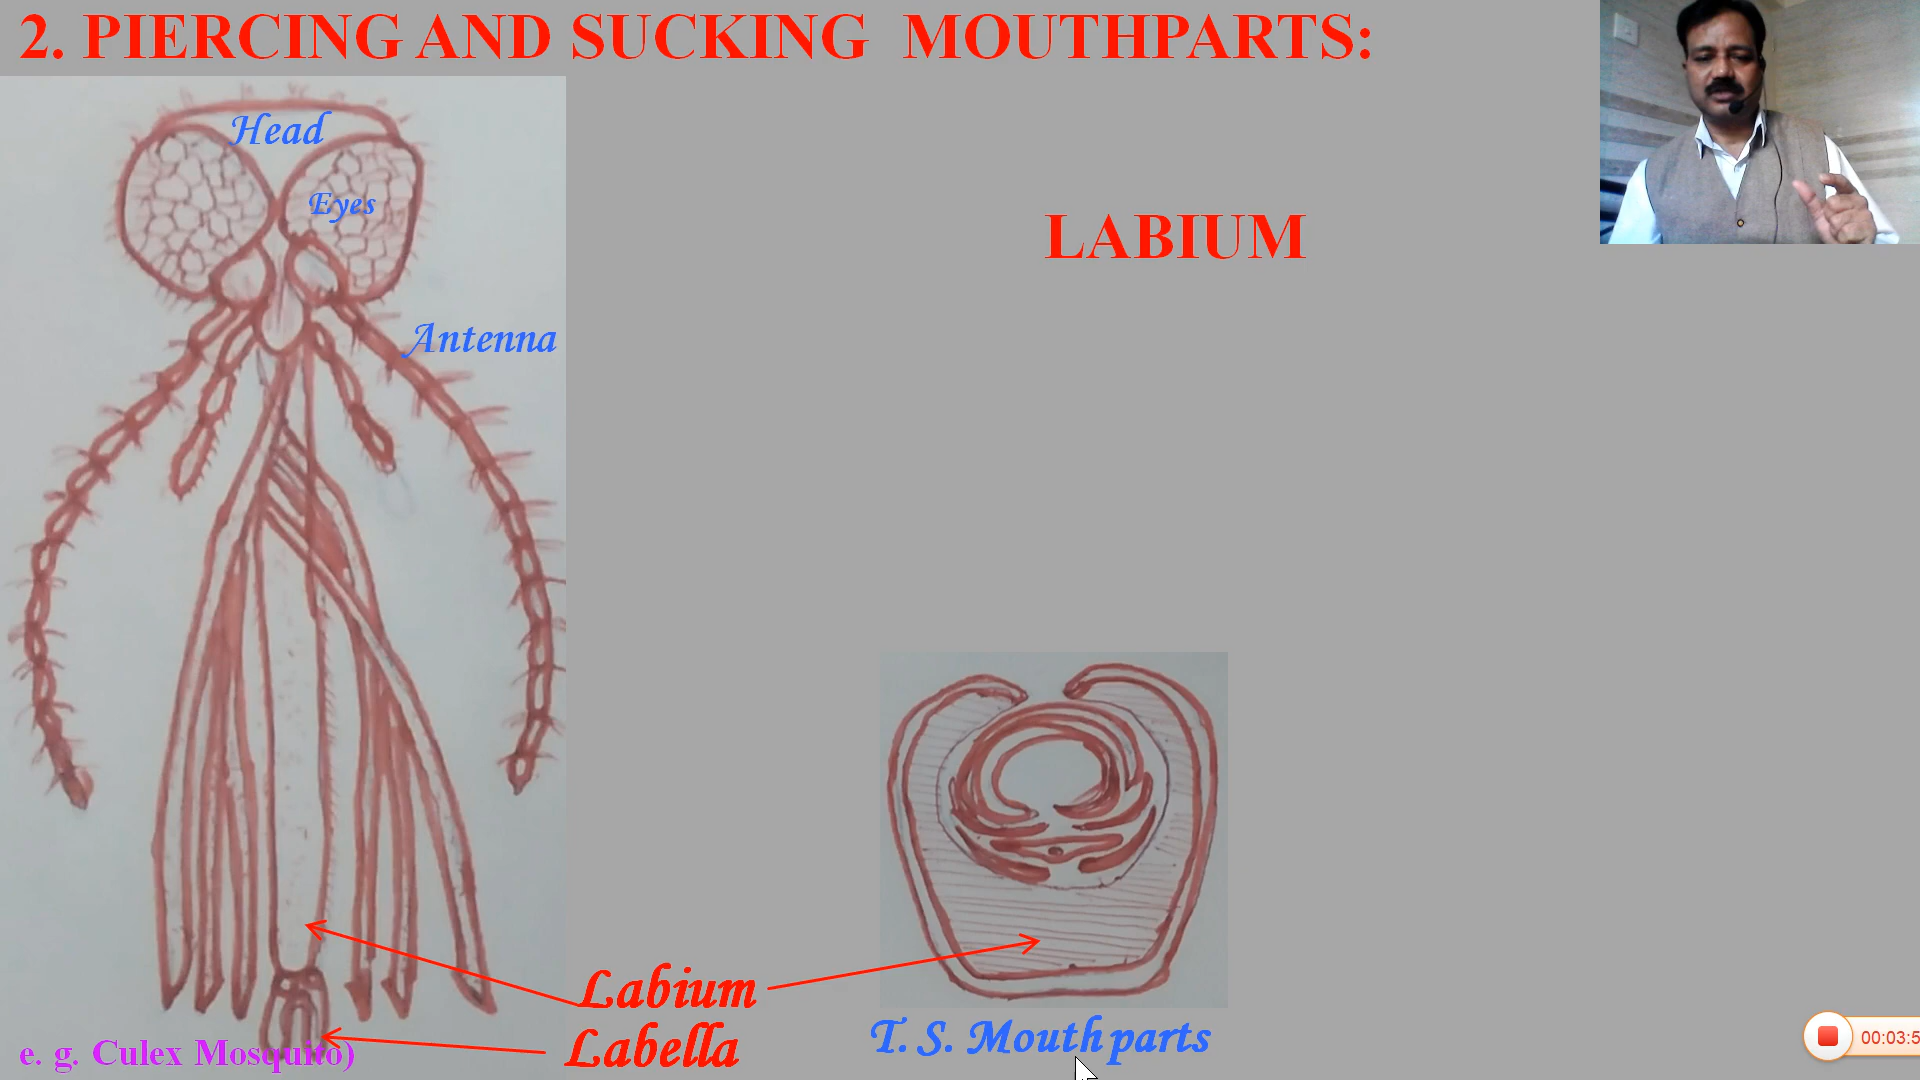 2. PIERCING AND SUCKING MOUTHPARTS:
Head
Eyes
LABIUM
Antenna
Labium
Labella
T. S. Mouth parts
e. g. Culex Mosquito)
00:03:5